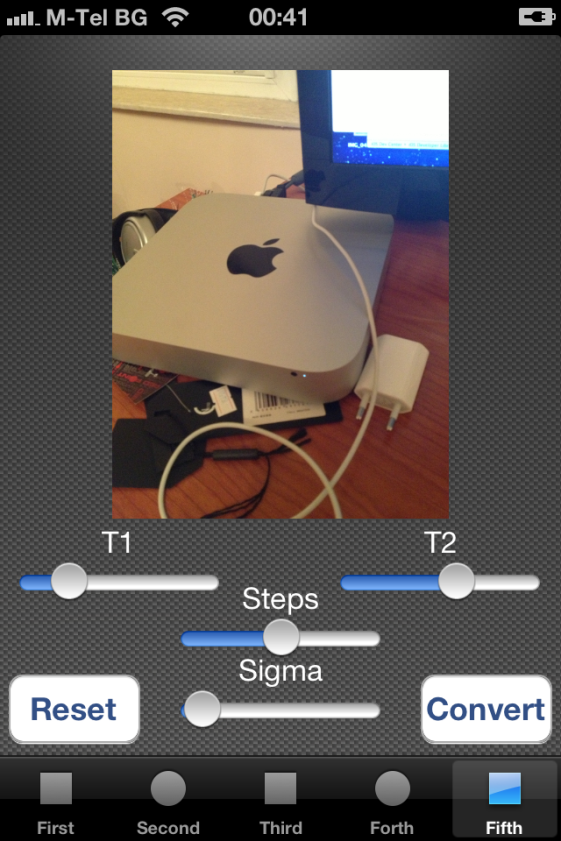 M-Tel BG 00:41
T1
T2
Steps
Sigma
Reset
Convert
First
Second
Third
Forth
Fifth